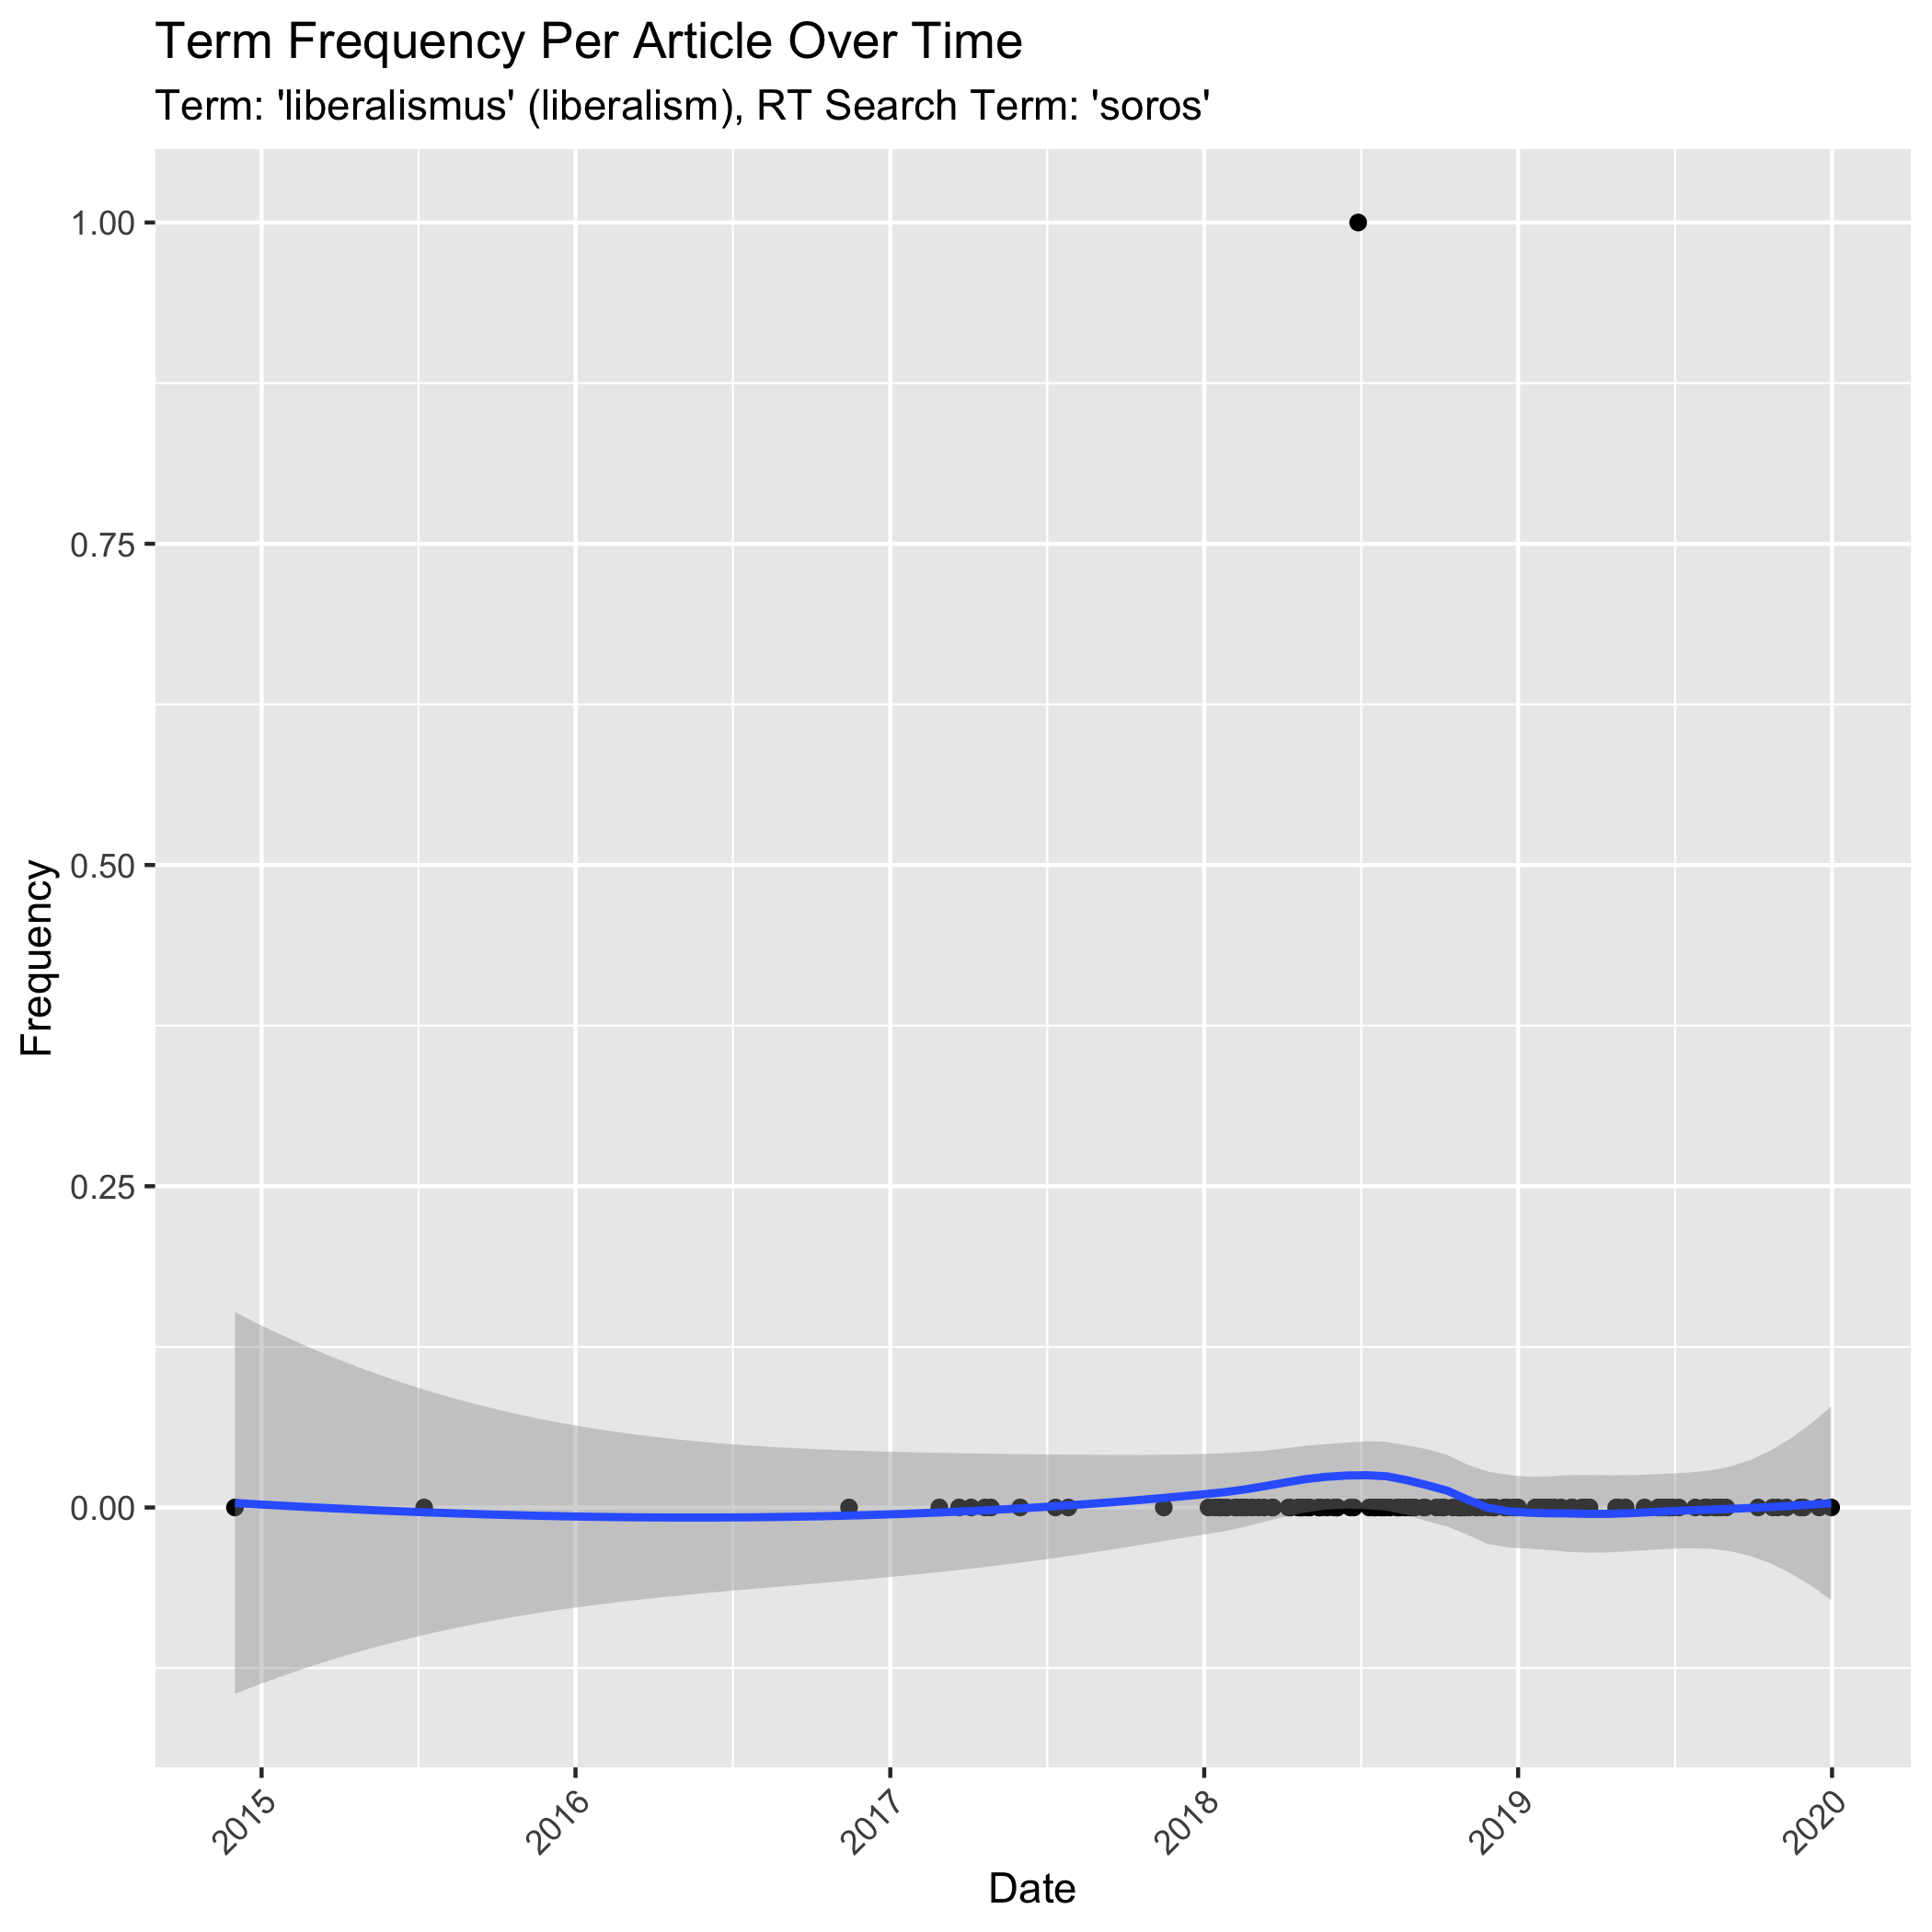 Term Frequency Per Article Over Time
Term: 'liberalismus' (liberalism), RT Search Term: 'soros'
1.00
0.75
0.50
0.25
0.00
Frequency
2015
2016
2017
2018
2019
2020
Date